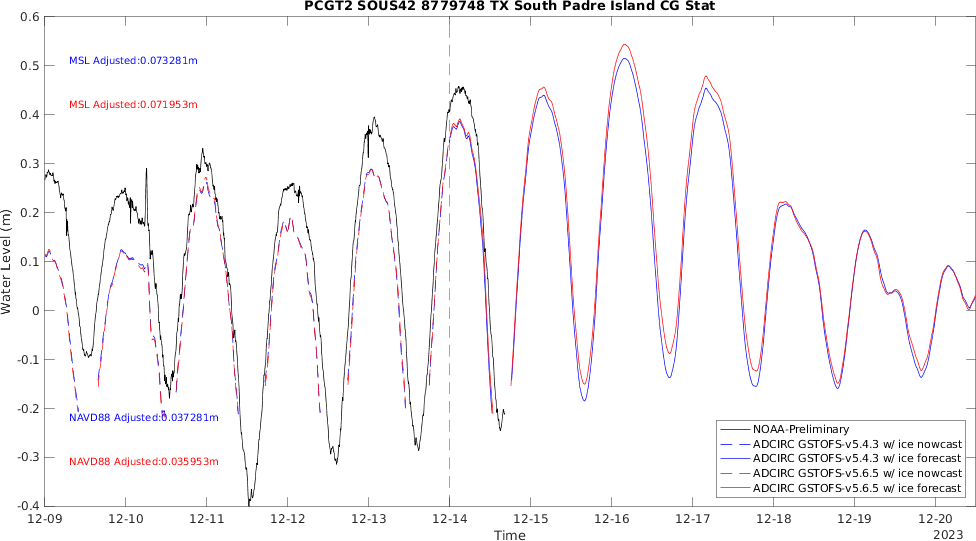 PCGT2 SOUS42 8779748 TX South Padre Island CG Stat
0.6
0.5
0.4
0.3
0.2
0.1
0
-0.1
-0.2
-0.3
-0.4
Water Level (m)
MSL Adjusted:0.073281m
MSL Adjusted:0.071953m
NAVD88 Adjusted:0.037281m
NAVD88 Adjusted:0.035953m
NOAA-Preliminary
ADCIRC GSTOFS-v5.4.3 w/ ice nowcast
ADCIRC GSTOFS-v5.4.3 w/ ice forecast
ADCIRC GSTOFS-v5.6.5 w/ ice nowcast
ADCIRC GSTOFS-v5.6.5 w/ ice forecast
12-09 12-10 12-11 12-12 12-13 12-14 12-15 12-16 12-17 12-18 12-19 12-20
2023
Time